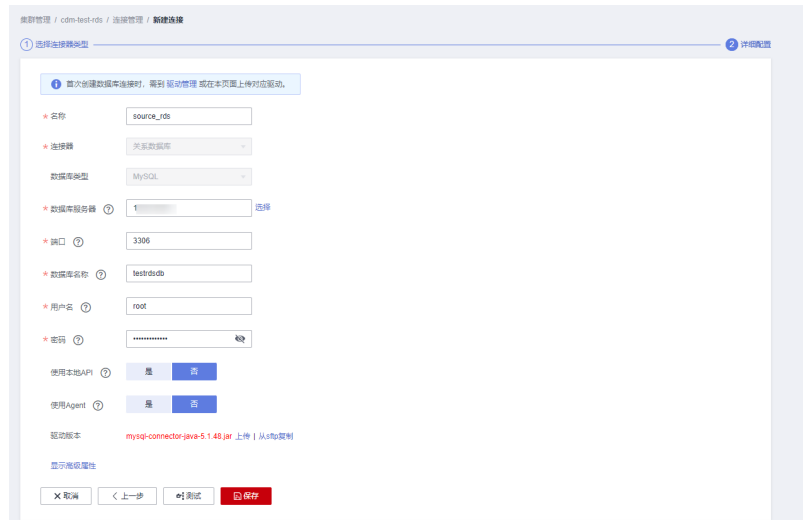 集群管理 / cdm-test-rds / 连接管理 / 新建连接
1 选择连接器类型 2 详细配置
首次创建数据库连接时，需到 驱动管理 或在本页面上传对应驱动。
* 名称 source_rds
* 连接器 关系数据库
数据库类型 MySQL
* 数据库服务器 ? 1 选择
* 端口 ? 3306
* 数据库名称 ? testrdsdb
* 用户名 ? root
* 密码 ? •••••••••••••
使用本地API ? 是 否
使用Agent ? 是 否
驱动版本 mysql-connector-java-5.1.48.jar 上传 | 从sftp复制
显示高级属性
取消 上一步 测试 保存